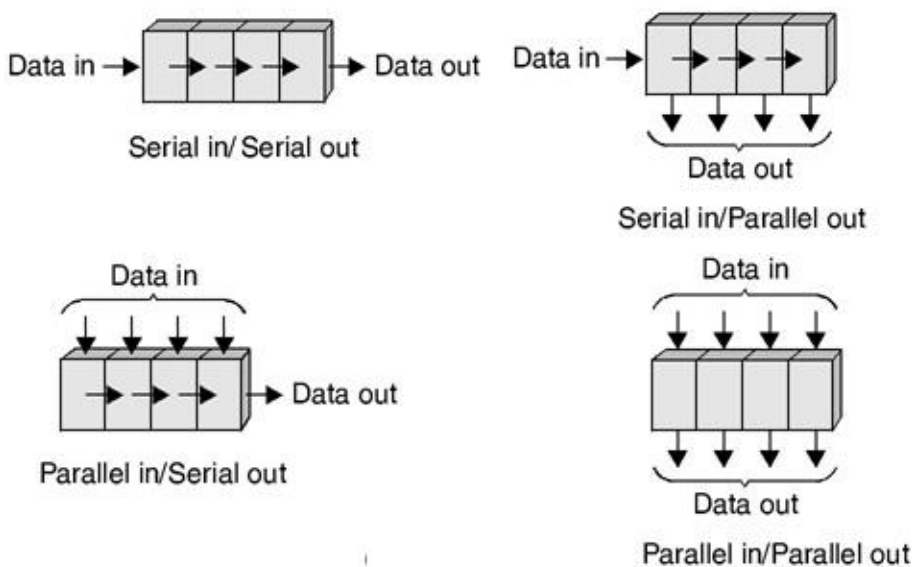 Data in
Data out
Serial in/ Serial out
Data in
Data out
Serial in/Parallel out
Data in
Data out
Parallel in/Serial out
Data in
Data out
Parallel in/Parallel out